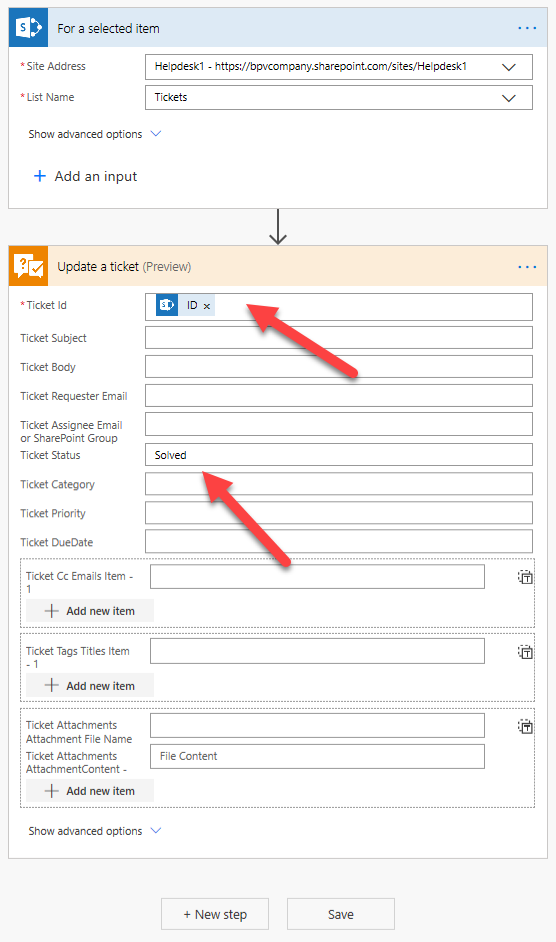 For a selected item
* Site Address
Helpdesk1 - https://bpvcompany.sharepoint.com/sites/Helpdesk1
* List Name
Tickets
Show advanced options
+ Add an input
Update a ticket (Preview)
* Ticket Id
ID ×
Ticket Subject
Ticket Body
Ticket Requester Email
Ticket Assignee Email
or SharePoint Group
Ticket Status
Solved
Ticket Category
Ticket Priority
Ticket DueDate
Ticket Cc Emails Item -
1
+ Add new item
Ticket Tags Titles Item
- 1
+ Add new item
Ticket Attachments
Attachment File Name
Ticket Attachments
AttachmentContent -
File Content
+ Add new item
Show advanced options
+ New step
Save